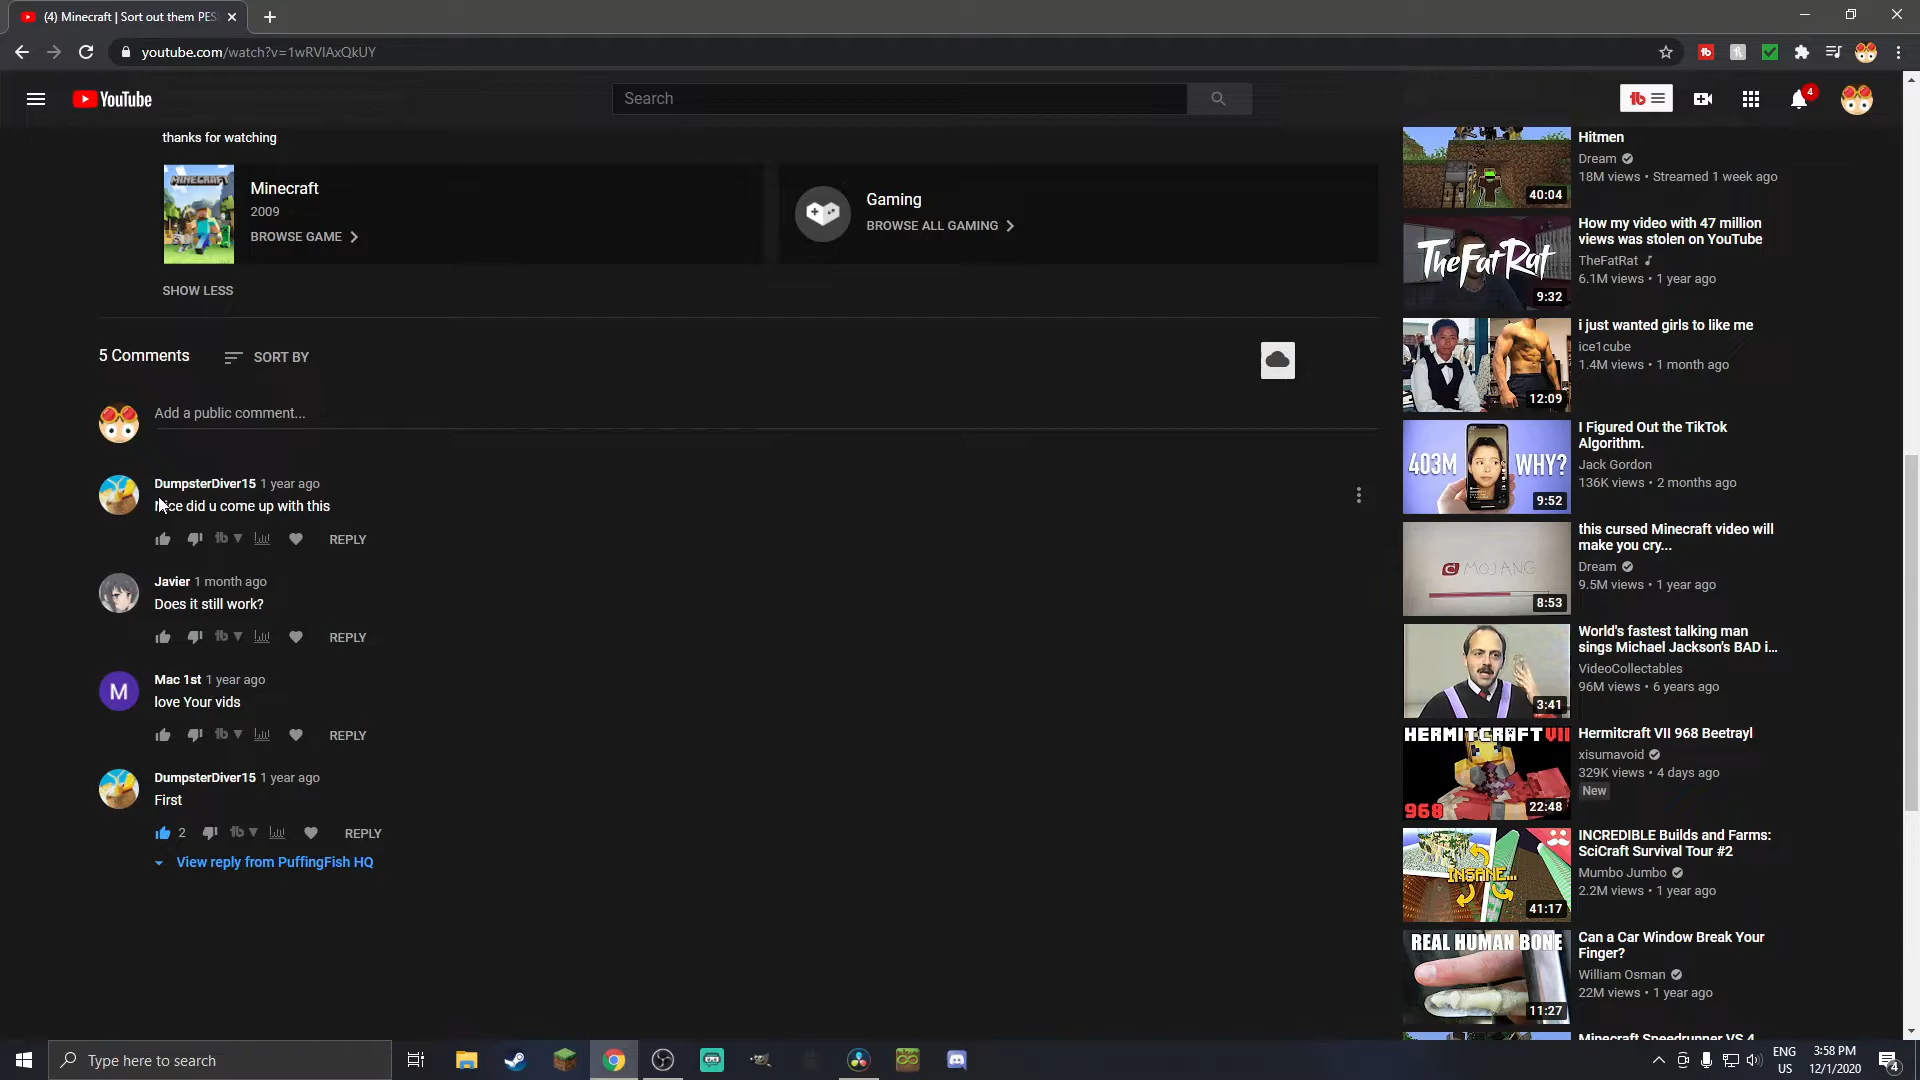 (4) Minecraft | Sort out them PES
youtube.com/watch?v=1wRVlAxQkUY
YouTube
Search
4
thanks for watching
MINECRAFT
Minecraft
2009
BROWSE GAME
Gaming
BROWSE ALL GAMING
SHOW LESS
5 Comments
SORT BY
Add a public comment...
DumpsterDiver15 1 year ago
Nice did u come up with this
REPLY
Javier 1 month ago
Does it still work?
REPLY
M
Mac 1st 1 year ago
love Your vids
REPLY
DumpsterDiver15 1 year ago
First
2
REPLY
View reply from PuffingFish HQ
Hitmen
Dream
18M views • Streamed 1 week ago
40:04
How my video with 47 million
views was stolen on YouTube
TheFatRat
6.1M views • 1 year ago
TheFatRat
9:32
i just wanted girls to like me
ice1cube
1.4M views • 1 month ago
12:09
I Figured Out the TikTok
Algorithm.
Jack Gordon
136K views • 2 months ago
403M WHY?
9:52
this cursed Minecraft video will
make you cry...
Dream
9.5M views • 1 year ago
MOJANG
8:53
World's fastest talking man
sings Michael Jackson's BAD i...
VideoCollectables
96M views • 6 years ago
3:41
Hermitcraft VII 968 Beetrayl
xisumavoid
329K views • 4 days ago
New
HERMITCRAFT VII
968
22:48
INCREDIBLE Builds and Farms:
SciCraft Survival Tour #2
Mumbo Jumbo
2.2M views • 1 year ago
INSANE...
41:17
Can a Car Window Break Your
Finger?
William Osman
22M views • 1 year ago
REAL HUMAN BONE
11:27
Minecraft Speedrunner VS 4
Type here to search
ENG
US
3:58 PM
12/1/2020
4